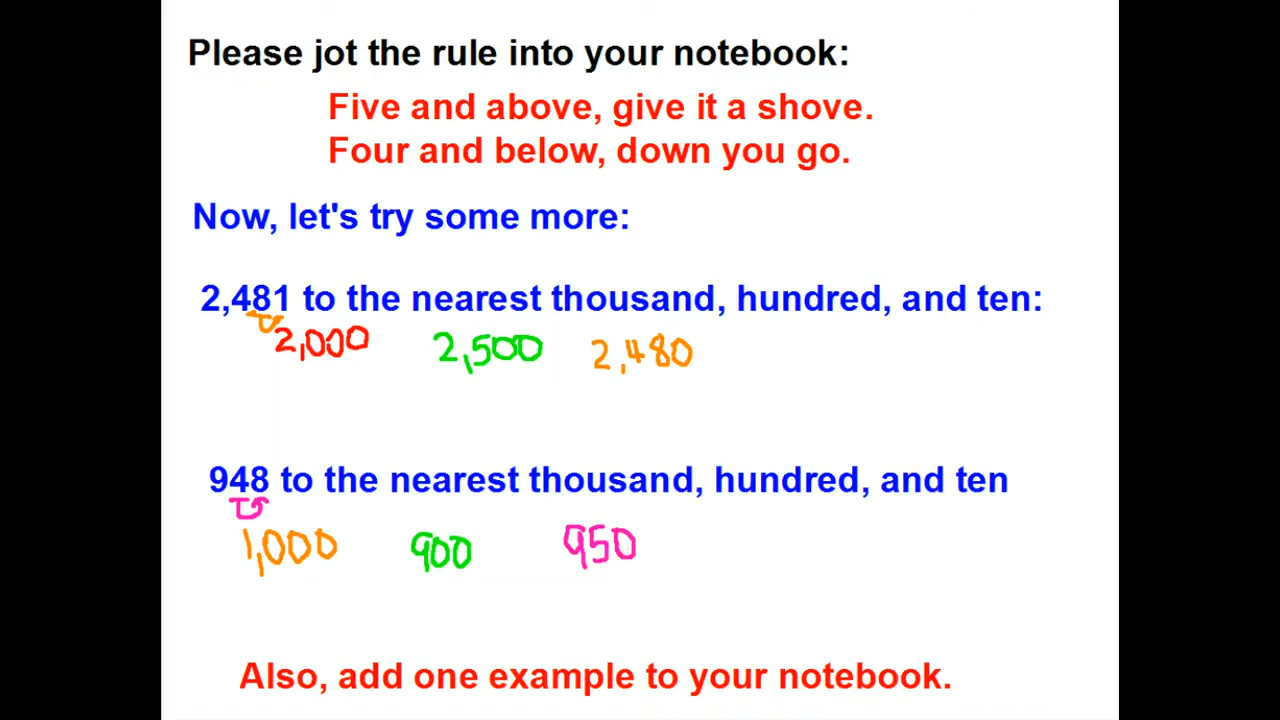 Please jot the rule into your notebook:
Five and above, give it a shove.
Four and below, down you go.
Now, let's try some more:
2,481 to the nearest thousand, hundred, and ten:
2,000 2,500 2,480
948 to the nearest thousand, hundred, and ten
1,000 900 950
Also, add one example to your notebook.